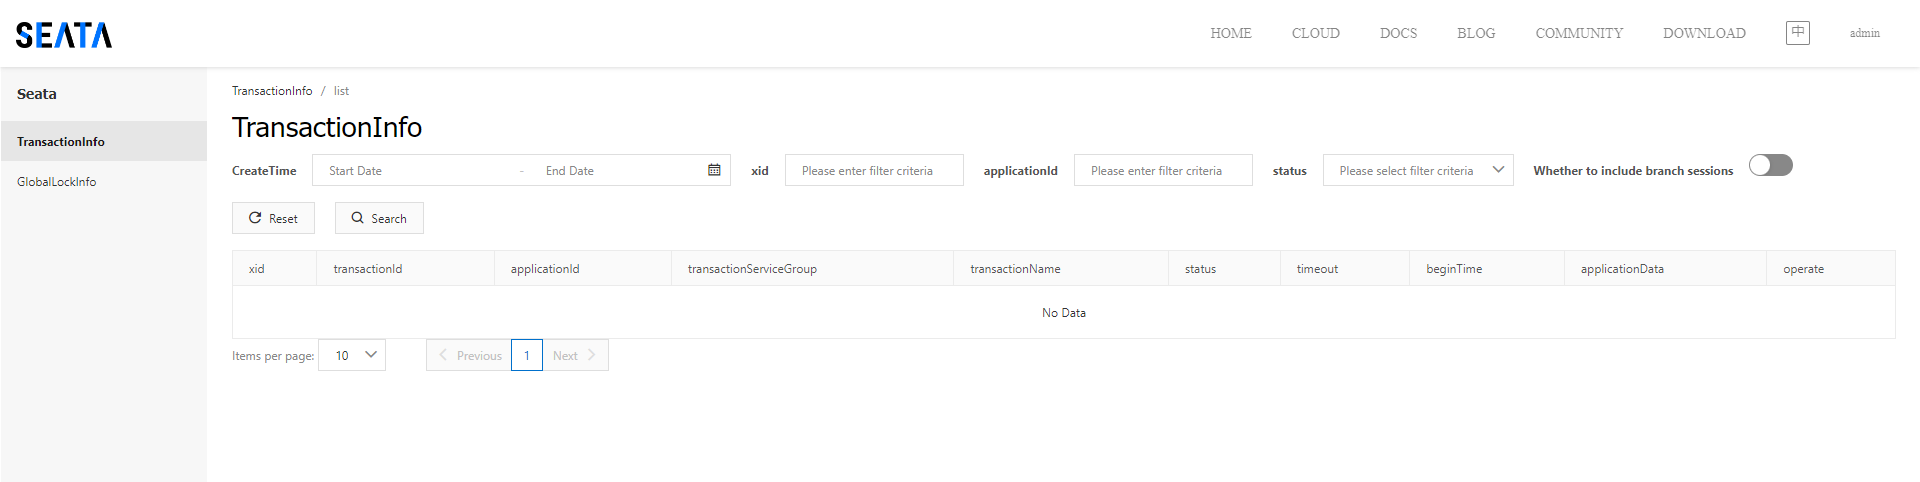 SEATA HOME CLOUD DOCS BLOG COMMUNITY DOWNLOAD 中 admin
Seata
TransactionInfo
GlobalLockInfo
TransactionInfo / list
TransactionInfo
CreateTime Start Date - End Date xid Please enter filter criteria applicationId Please enter filter criteria status Please select filter criteria Whether to include branch sessions
Reset Search
xid transactionId applicationId transactionServiceGroup transactionName status timeout beginTime applicationData operate
No Data
Items per page: 10 Previous 1 Next